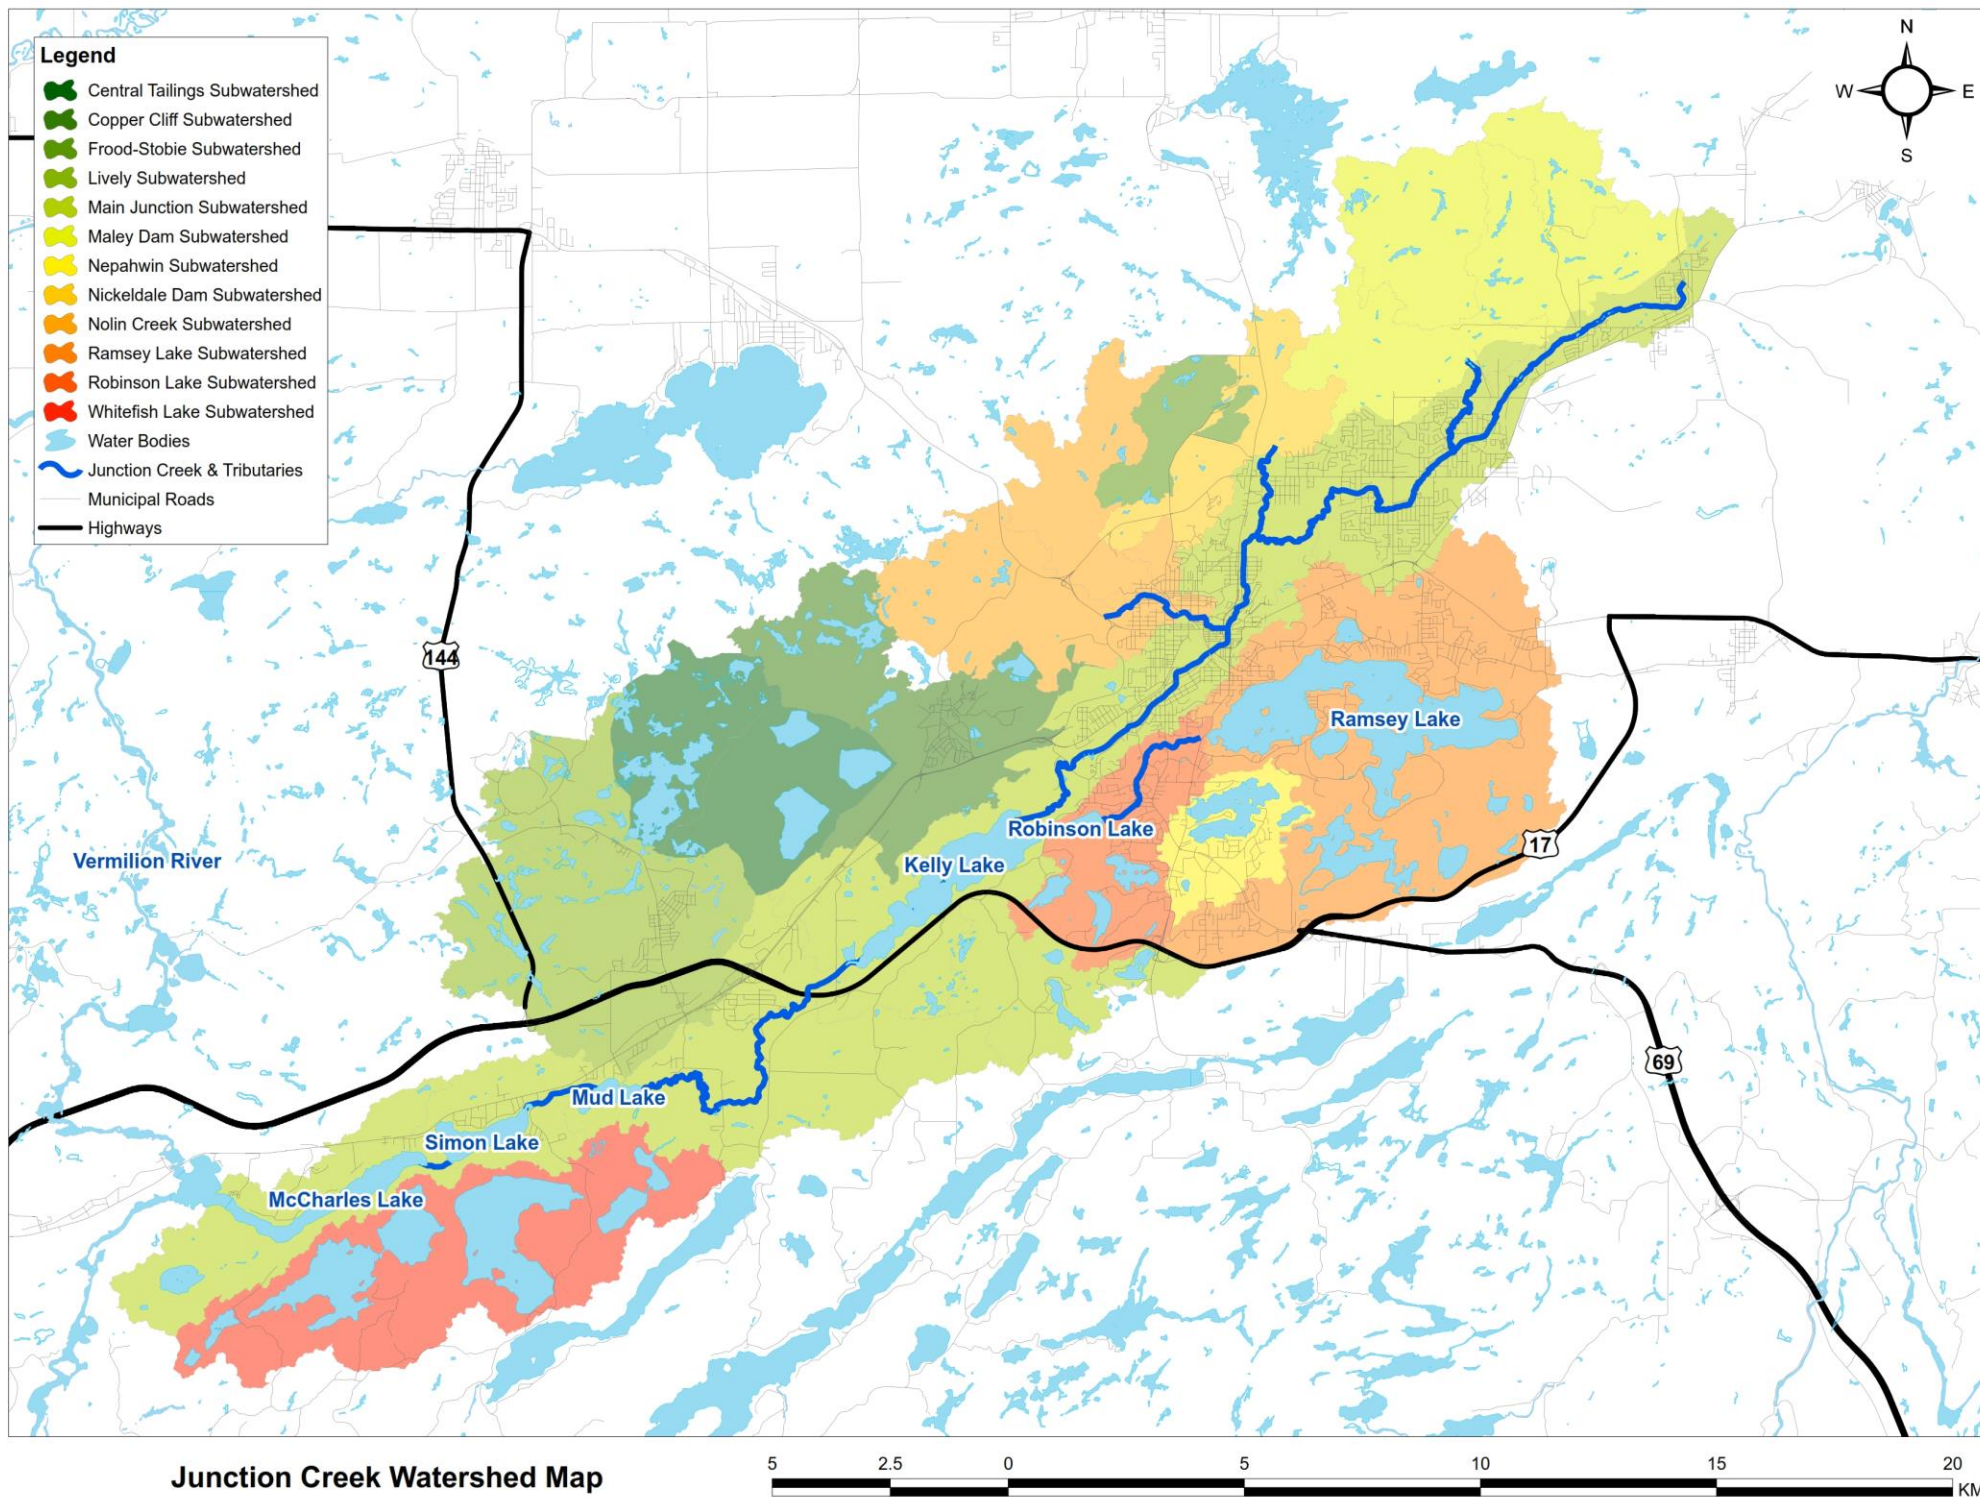 Legend
Central Tailings Subwatershed
Copper Cliff Subwatershed
Frood-Stobie Subwatershed
Lively Subwatershed
Main Junction Subwatershed
Maley Dam Subwatershed
Nepahwin Subwatershed
Nickeldale Dam Subwatershed
Nolin Creek Subwatershed
Ramsey Lake Subwatershed
Robinson Lake Subwatershed
Whitefish Lake Subwatershed
Water Bodies
Junction Creek & Tributaries
Municipal Roads
Highways
N
W E
S
144
Ramsey Lake
Robinson Lake
17
Vermilion River
Kelly Lake
69
Mud Lake
Simon Lake
McCharles Lake
Junction Creek Watershed Map
5 2.5 0 5 10 15 20
KM